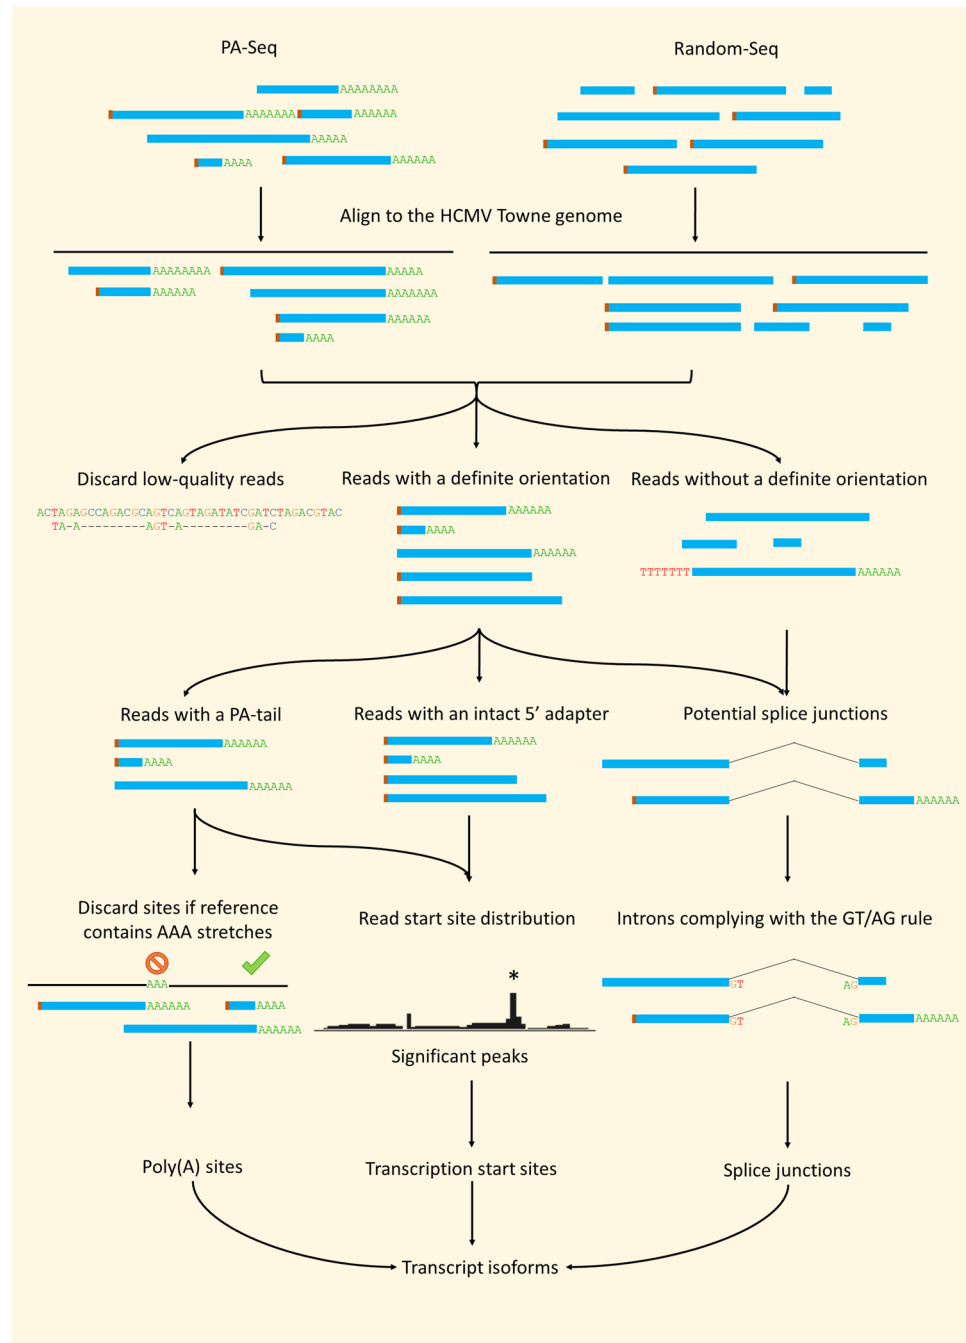 PA-Seq
Random-Seq
AAAAAAAA
AAAAAAA
AAAAAA
AAAAA
AAAA
AAAAAA
Align to the HCMV Towne genome
AAAAAAAA
AAAAA
AAAAAA
AAAAAAA
AAAAAA
AAAA
Discard low-quality reads
Reads with a definite orientation
Reads without a definite orientation
ACTAGAGCCAGACGCAGTCAGTAGATATCGATCTAGACGTAC
TA-A---------AGT-A---------GA-C
AAAAAA
AAAA
AAAAAA
TTTTTTT
AAAAAA
Reads with a PA-tail
Reads with an intact 5’ adapter
Potential splice junctions
AAAAAA
AAAA
AAAAAA
AAAAAA
AAAA
AAAAAA
Discard sites if reference
contains AAA stretches
Read start site distribution
Introns complying with the GT/AG rule
AAA
AAAAAA
AAAA
AAAAAA
*
GT
AG
GT
AG
AAAAAA
Significant peaks
Poly(A) sites
Transcription start sites
Splice junctions
Transcript isoforms